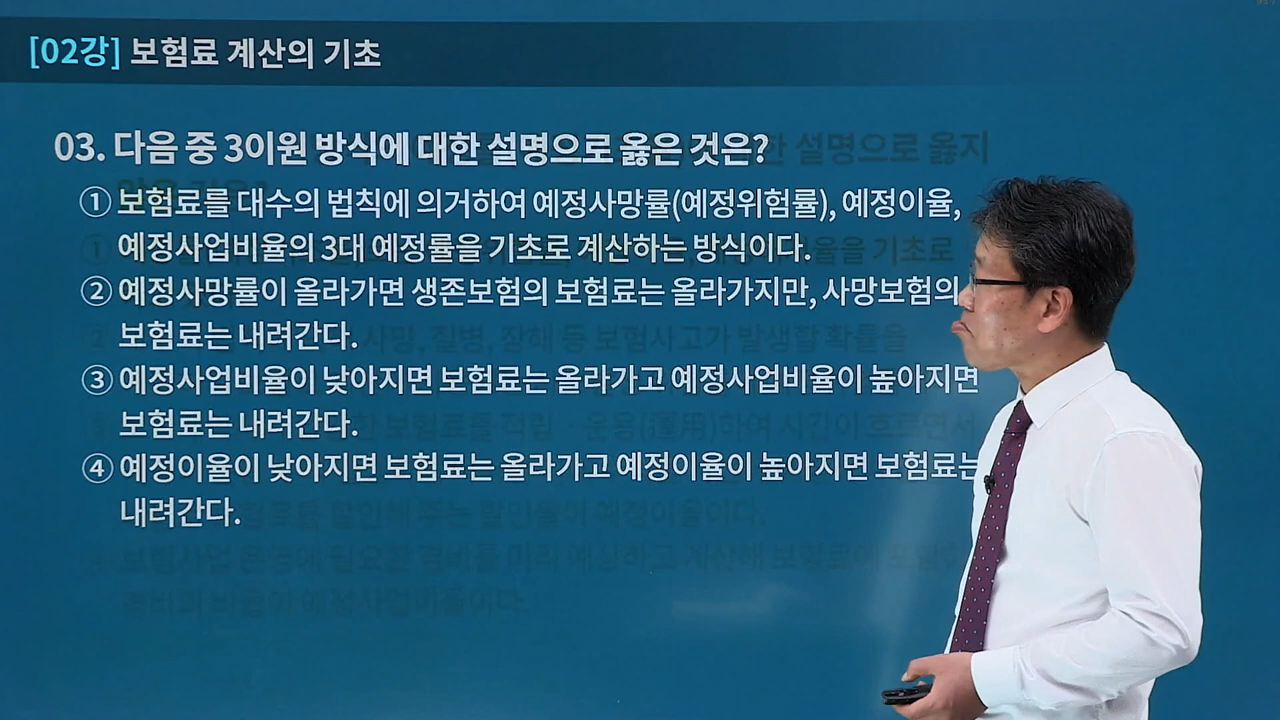 [02강] 보험료 계산의 기초
03. 다음 중 3이원 방식에 대한 설명으로 옳은 것은?
① 보험료를 대수의 법칙에 의거하여 예정사망률(예정위험률), 예정이율,
예정사업비율의 3대 예정률을 기초로 계산하는 방식이다.
② 예정사망률이 올라가면 생존보험의 보험료는 올라가지만, 사망보험의
보험료는 내려간다.
③ 예정사업비율이 낮아지면 보험료는 올라가고 예정사업비율이 높아지면
보험료는 내려간다.
④ 예정이율이 낮아지면 보험료는 올라가고 예정이율이 높아지면 보험료는
내려간다.